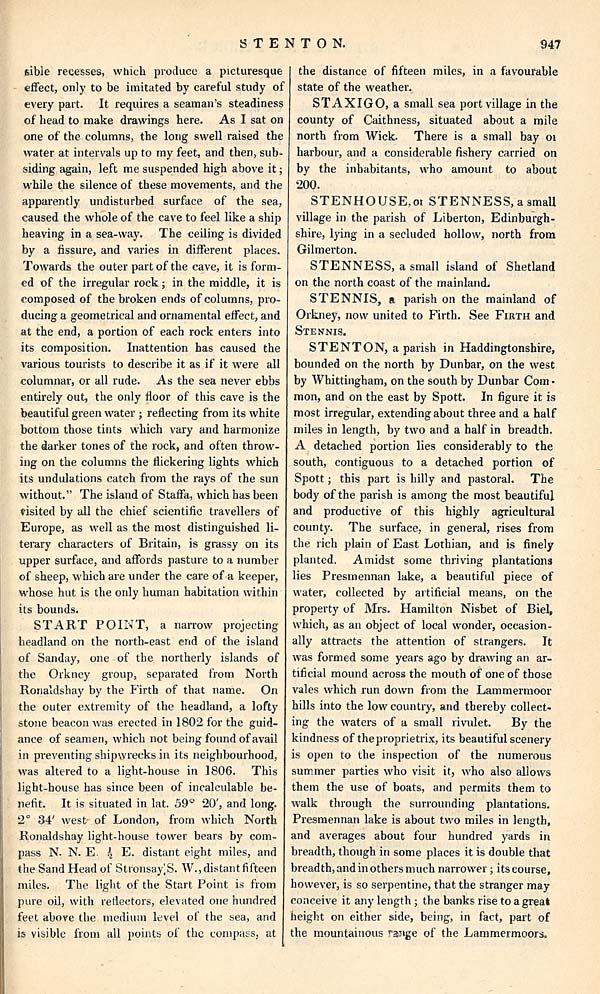 STENTON.
947
sible recesses, which produce a picturesque
effect, only to be imitated by careful study of
every part. It requires a seaman's steadiness
of head to make drawings here. As I sat on
one of the columns, the long swell raised the
water at intervals up to my feet, and then, sub-
siding again, left me suspended high above it;
while the silence of these movements, and the
apparently undisturbed surface of the sea,
caused the whole of the cave to feel like a ship
heaving in a sea-way. The ceiling is divided
by a fissure, and varies in different places.
Towards the outer part of the cave, it is form-
ed of the irregular rock; in the middle, it is
composed of the broken ends of columns, pro-
ducing a geometrical and ornamental effect, and
at the end, a portion of each rock enters into
its composition. Inattention has caused the
various tourists to describe it as if it were all
columnar, or all rude. As the sea never ebbs
entirely out, the only floor of this cave is the
beautiful green water; reflecting from its white
bottom those tints which vary and harmonize
the darker tones of the rock, and often throw-
ing on the columns the flickering lights which
its undulations catch from the rays of the sun
without." The island of Staffa, which has been
visited by all the chief scientific travellers of
Europe, as well as the most distinguished li-
terary characters of Britain, is grassy on its
upper surface, and affords pasture to a number
of sheep, which are under the care of a keeper,
whose hut is the only human habitation within
its bounds.
START POINT, a narrow projecting
headland on the north-east end of the island
of Sanday, one of the northerly islands of
the Orkney group, separated from North
Ronaldshay by the Firth of that name. On
the outer extremity of the headland, a lofty
stone beacon was erected in 1802 for the guid-
ance of seamen, which not being found of avail
in preventing shipwrecks in its neighbourhood,
was altered to a light-house in 1806. This
light-house has since been of incalculable be-
nefit. It is situated in lat. 59° 20', and long.
2° 34' west of London, from which North
Ronaldshay light-house tower bears by com-
pass N. N. E. E. distant eight miles, and
the Sand Head of Stronsay S. W., distant fifteen
miles. The light of the Start Point is from
pure oil, with reflectors, elevated one hundred
feet above the medium level of the sea, and
is visible from all points of the compass, at
the distance of fifteen miles, in a favourable
state of the weather.
STAXIGO, a small sea port village in the
county of Caithness, situated about a mile
north from Wick. There is a small bay or
harbour, and a considerable fishery carried on
by the inhabitants, who amount to about
200.
STENHOUSE, or STENNESS, a small
village in the parish of Liberton, Edinburgh-
shire, lying in a secluded hollow, north from
Gilmerton.
STENNESS, a small island of Shetland
on the north coast of the mainland.
STENNIS, a parish on the mainland of
Orkney, now united to Firth. See FIRTH and
STENNIS.
STENTON, a parish in Haddingtonshire,
bounded on the north by Dunbar, on the west
by Whittingham, on the south by Dunbar Com-
mon, and on the east by Spott. In figure it is
most irregular, extending about three and a half
miles in length, by two and a half in breadth.
A detached portion lies considerably to the
south, contiguous to a detached portion of
Spott; this part is hilly and pastoral. The
body of the parish is among the most beautiful
and productive of this highly agricultural
county. The surface, in general, rises from
the rich plain of East Lothian, and is finely
planted. Amidst some thriving plantations
lies Presmennan lake, a beautiful piece of
water, collected by artificial means, on the
property of Mrs. Hamilton Nisbet of Biel,
which, as an object of local wonder, occasion-
ally attracts the attention of strangers. It
was formed some years ago by drawing an ar-
tificial mound across the mouth of one of those
vales which run down from the Lammermoor
hills into the low country, and thereby collect-
ing the waters of a small rivulet. By the
kindness of the proprietrix, its beautiful scenery
is open to the inspection of the numerous
summer parties who visit it, who also allows
them the use of boats, and permits them to
walk through the surrounding plantations.
Presmennan lake is about two miles in length,
and averages about four hundred yards in
breadth, though in some places it is double that
breadth, and in others much narrower; its course,
however, is so serpentine, that the stranger may
conceive it any length; the banks rise to a great
height on either side, being, in fact, part of
the mountainous range of the Lammermoors.